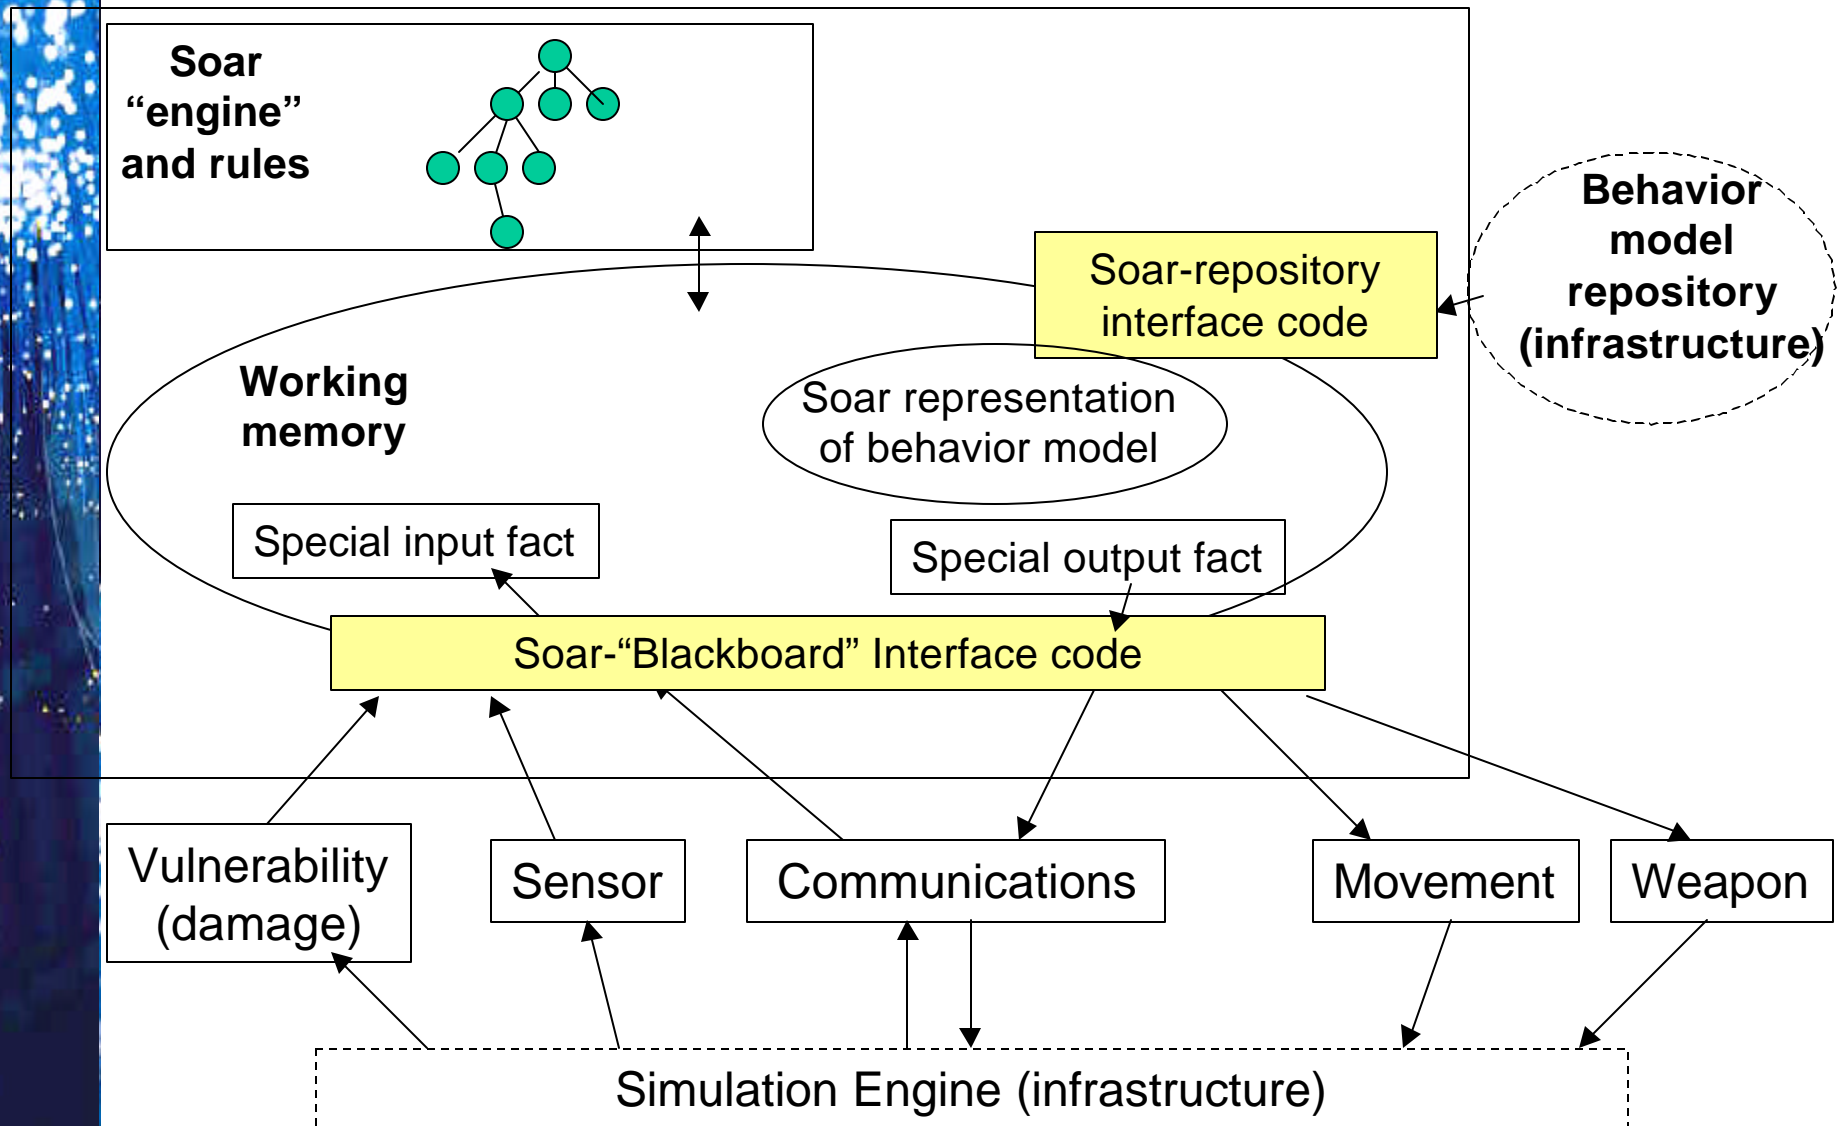 Soar
“engine”
and rules
Behavior
model
repository
(infrastructure)
Soar-repository
interface code
Working
memory
Soar representation
of behavior model
Special input fact
Special output fact
Soar-“Blackboard” Interface code
Vulnerability
(damage)
Sensor
Communications
Movement
Weapon
Simulation Engine (infrastructure)